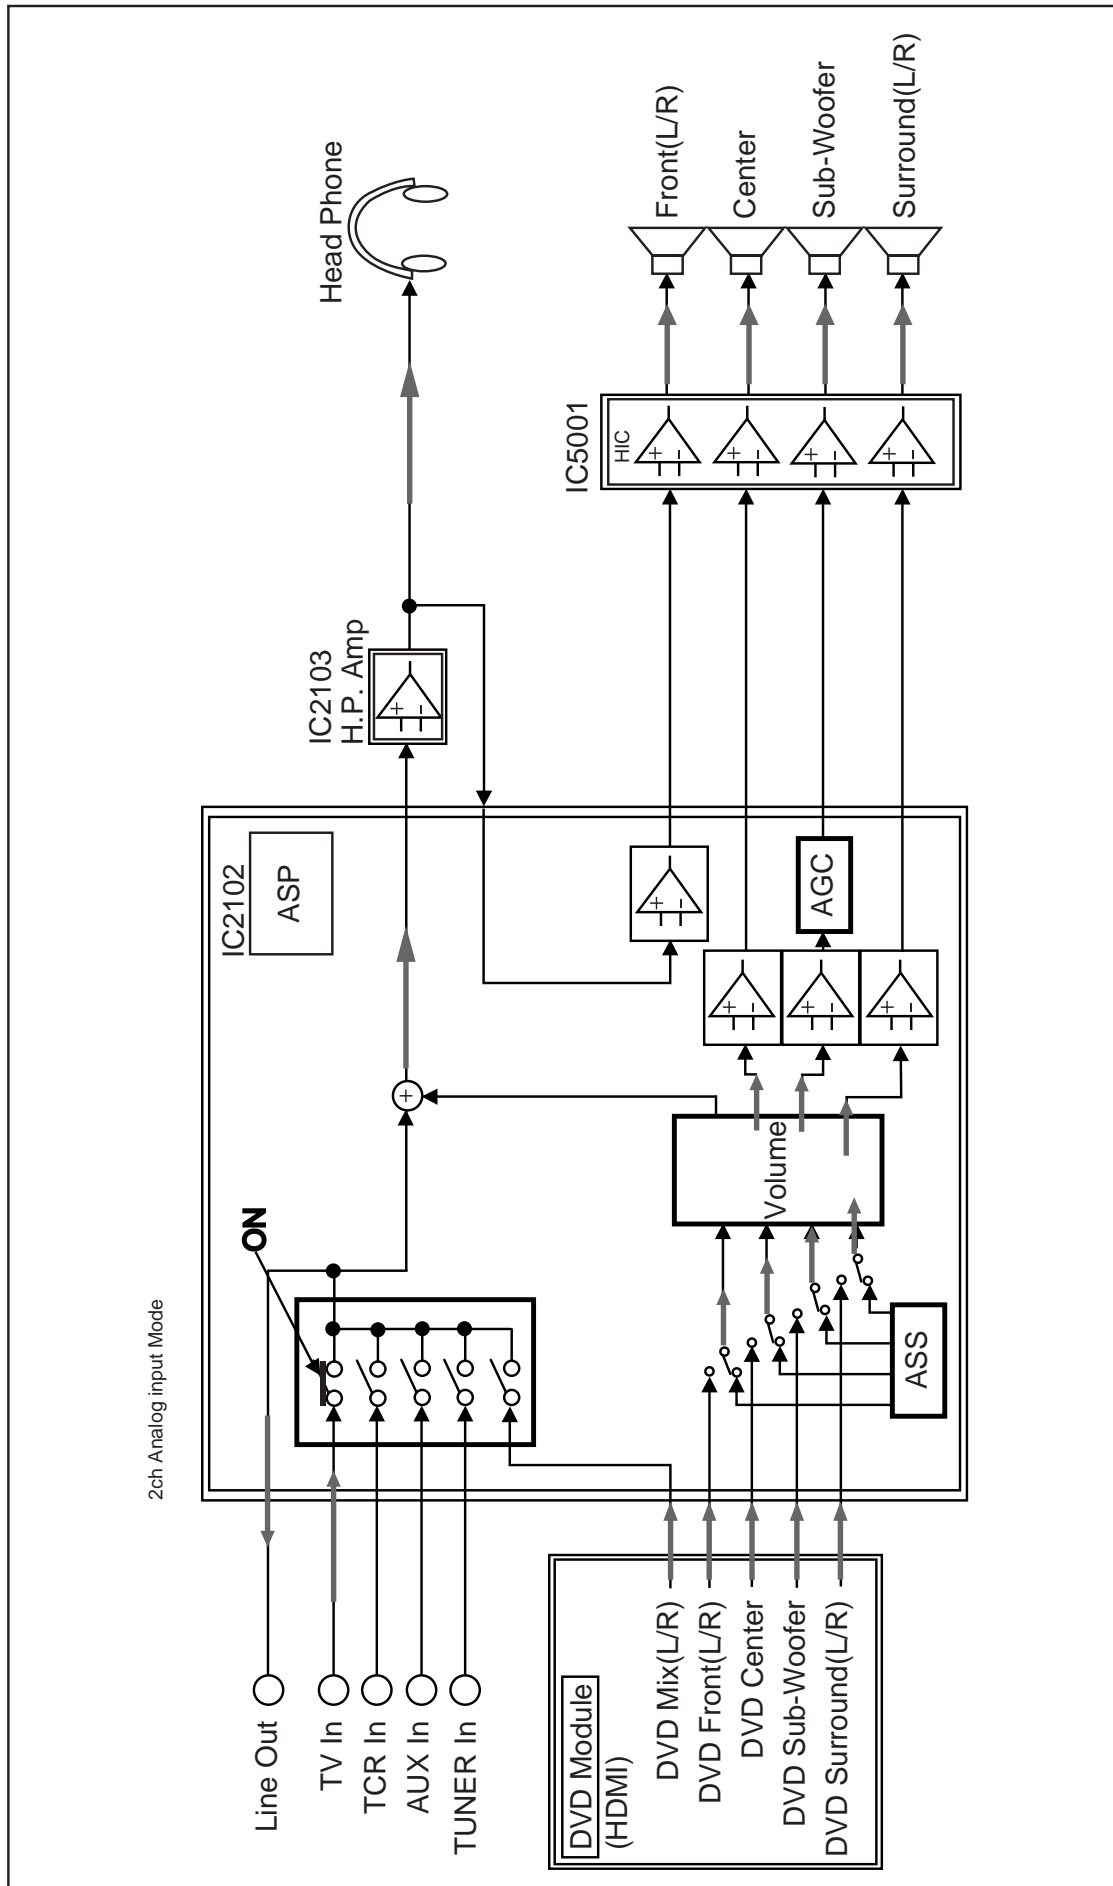 2ch Analog input Mode
Line Out
TV In
TCR In
AUX In
TUNER In
ON
IC2102
ASP
+
IC2103
H.P. Amp
+
-
Head Phone
DVD Module
(HDMI)
DVD Mix(L/R)
DVD Front(L/R)
DVD Center
DVD Sub-Woofer
DVD Surround(L/R)
ASS
Volume
+
-
+
-
+
-
+
-
AGC
IC5001
HIC
+
-
+
-
+
-
+
-
Front(L/R)
Center
Sub-Woofer
Surround(L/R)